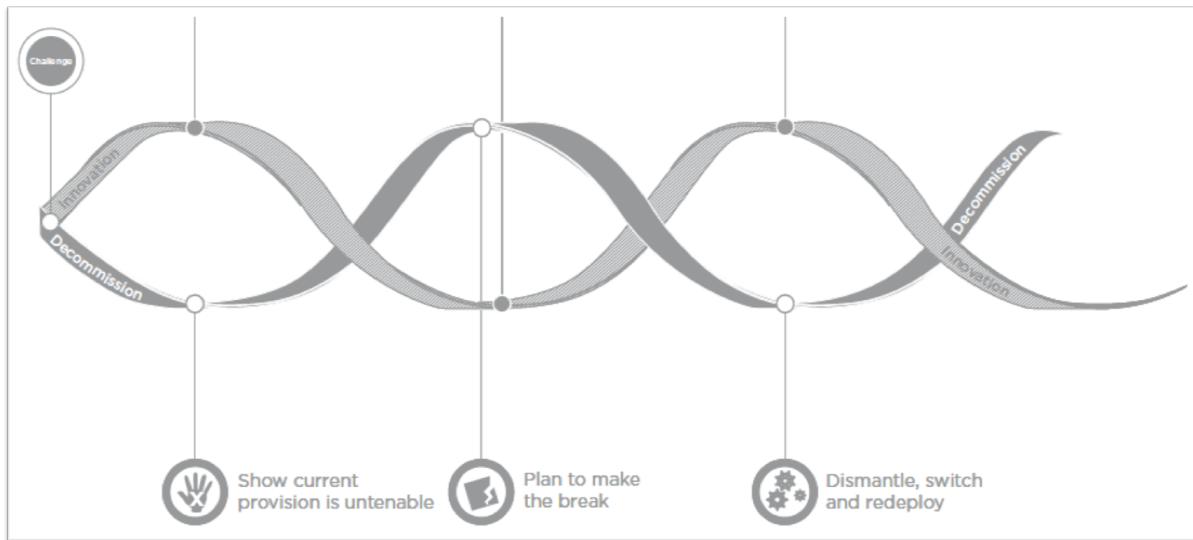 Challenge
Innovation
Decommission
Decommission
Innovation
Show current
provision is untenable
Plan to make
the break
Dismantle, switch
and redeploy